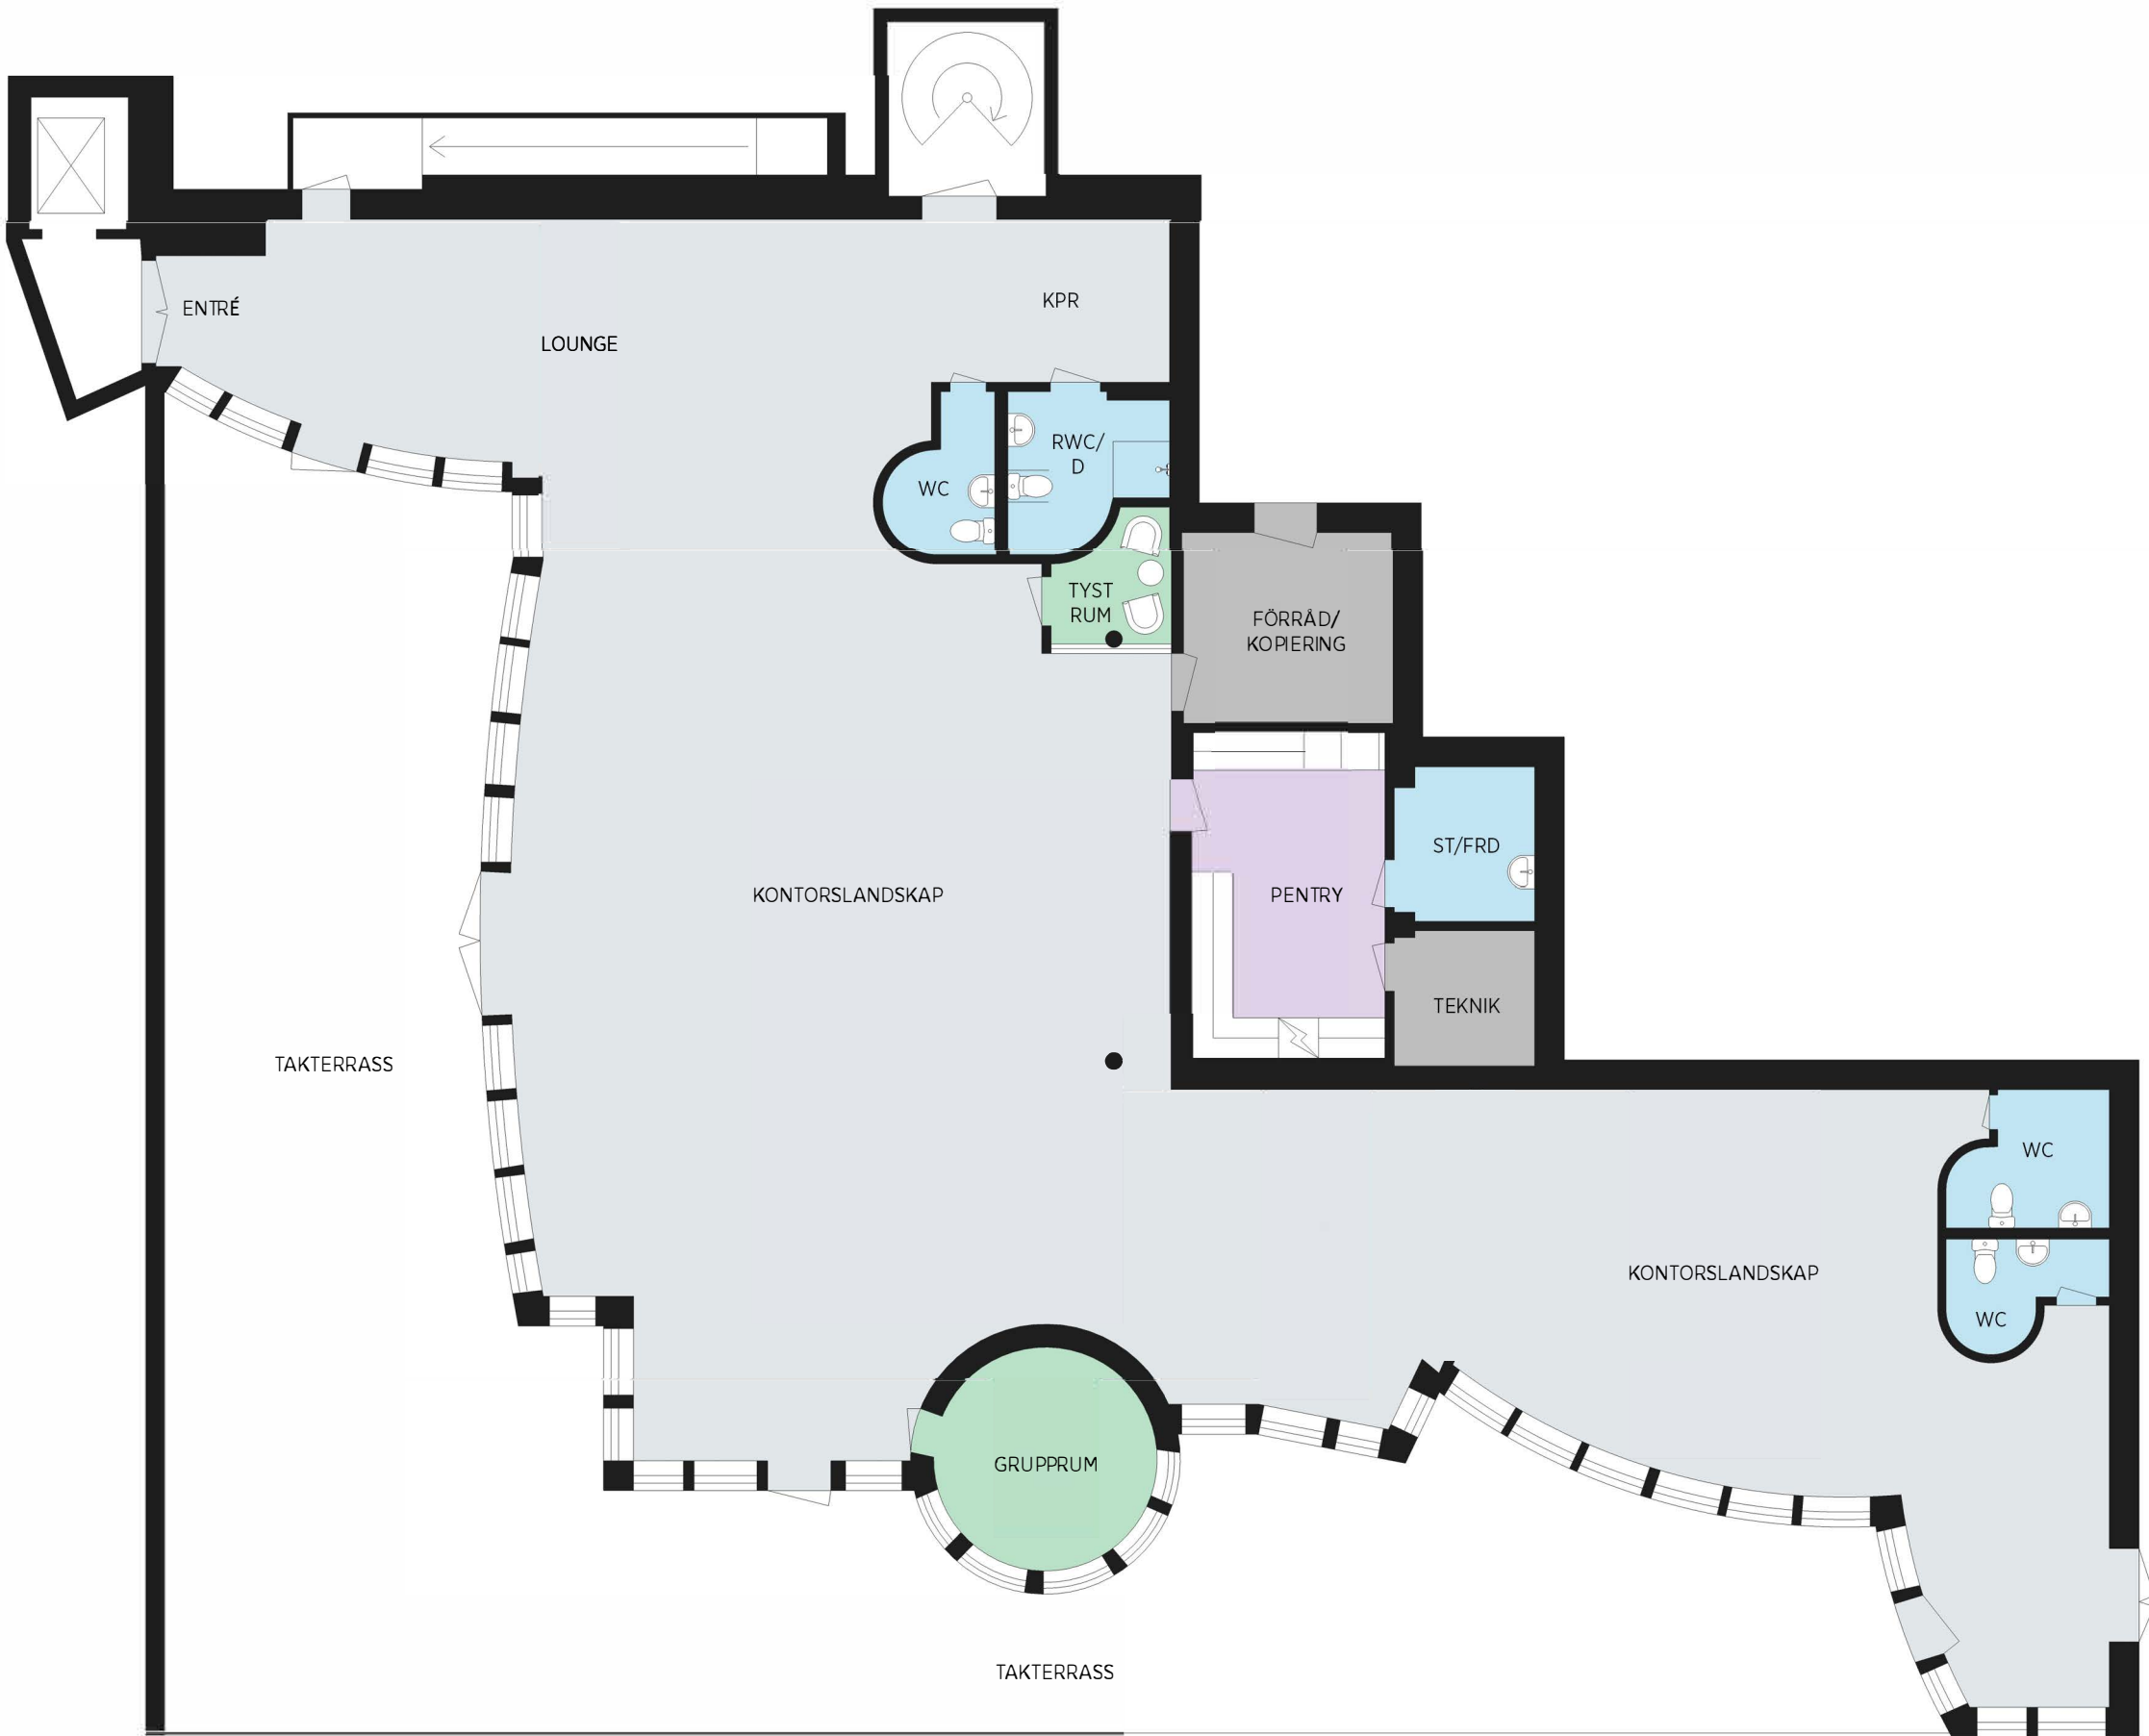 ENTRÉ
KPR
LOUNGE
RWC/
D
WC
TYST
RUM
FÖRRÅD/
KOPIERING
ST/FRD
KONTORSLANDSKAP
PENTRY
TEKNIK
TAKTERRASS
WC
KONTORSLANDSKAP
WC
GRUPPRUM
TAKTERRASS